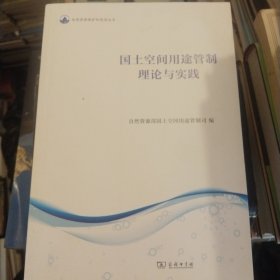 国土空间用途管制
理论与实践
自然资源部国土空间用途管制司 编
商务印书馆